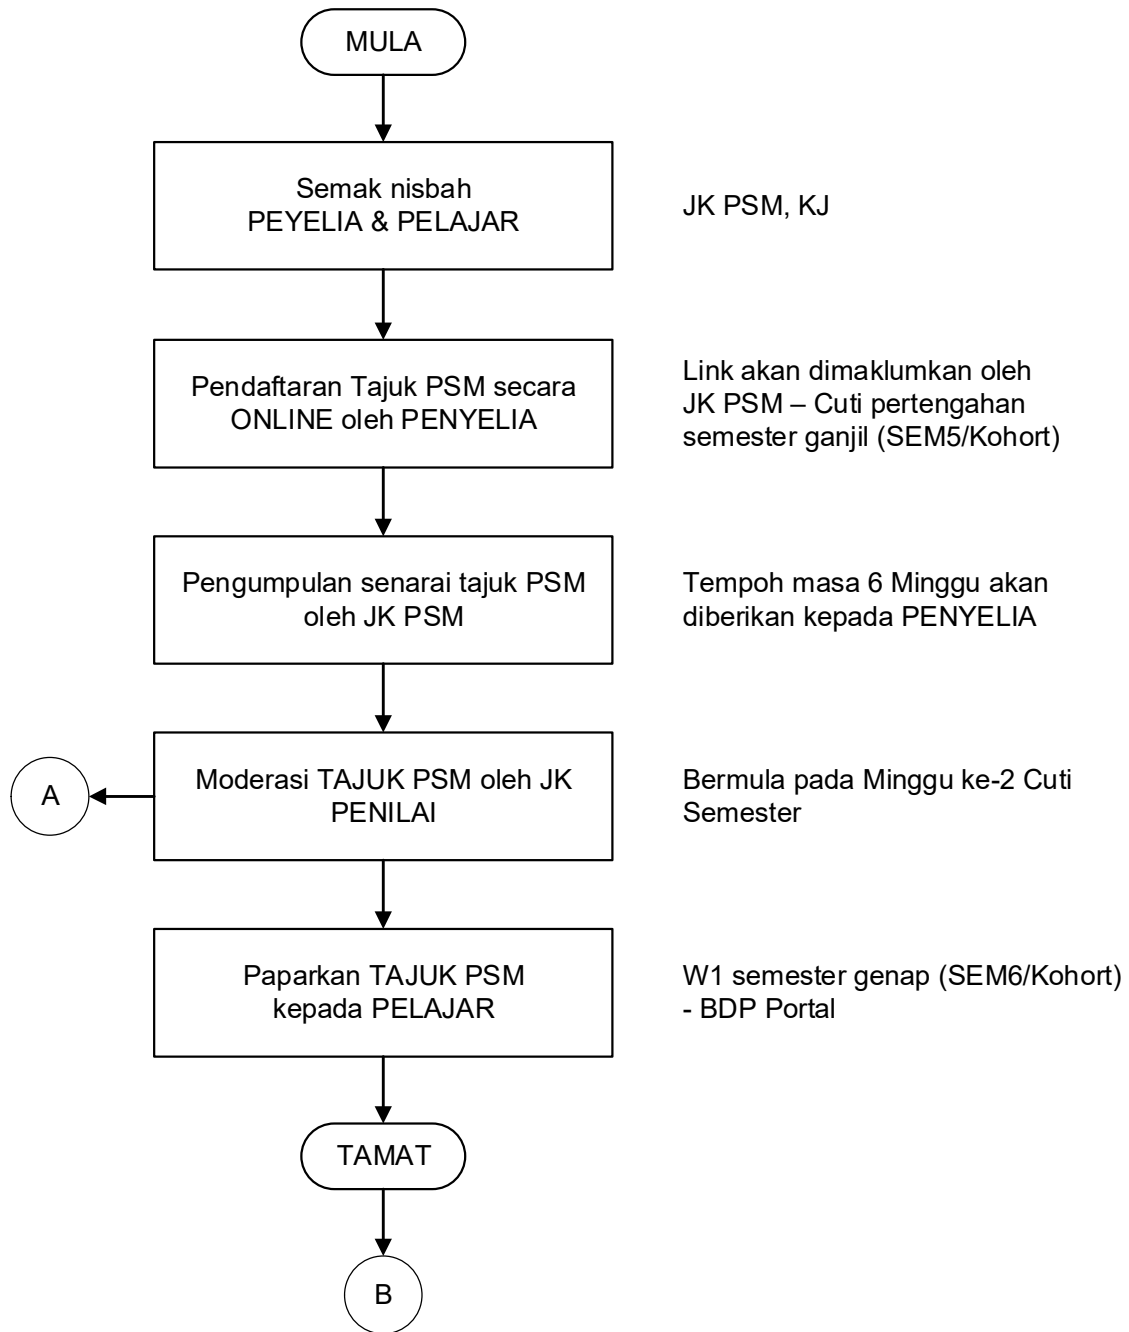 MULA
Semak nisbah
PEYELIA & PELAJAR
JK PSM, KJ
Pendaftaran Tajuk PSM secara
ONLINE oleh PENYELIA
Link akan dimaklumkan oleh
JK PSM – Cuti pertengahan
semester ganjil (SEM5/Kohort)
Pengumpulan senarai tajuk PSM
oleh JK PSM
Tempoh masa 6 Minggu akan
diberikan kepada PENYELIA
A
Moderasi TAJUK PSM oleh JK
PENILAI
Bermula pada Minggu ke-2 Cuti
Semester
Paparkan TAJUK PSM
kepada PELAJAR
W1 semester genap (SEM6/Kohort)
- BDP Portal
TAMAT
B